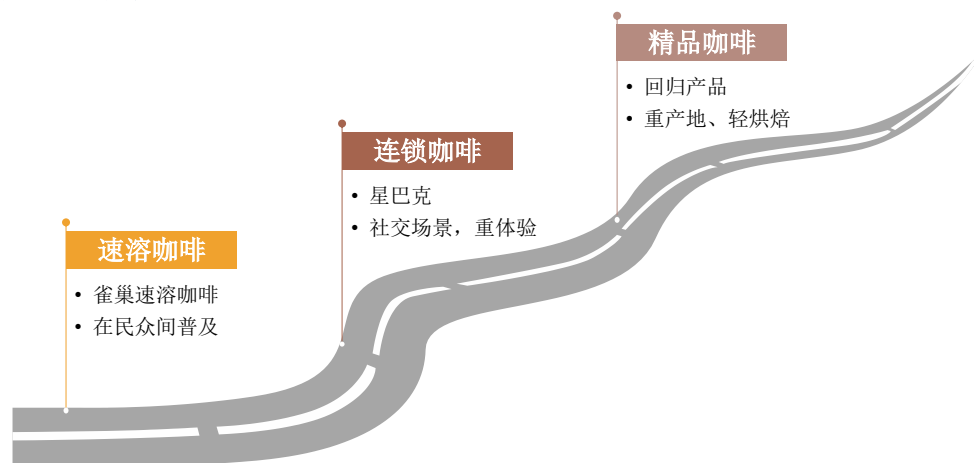 精品咖啡
• 回归产品
• 重产地、轻烘焙
连锁咖啡
• 星巴克
• 社交场景，重体验
速溶咖啡
• 雀巢速溶咖啡
• 在民众间普及